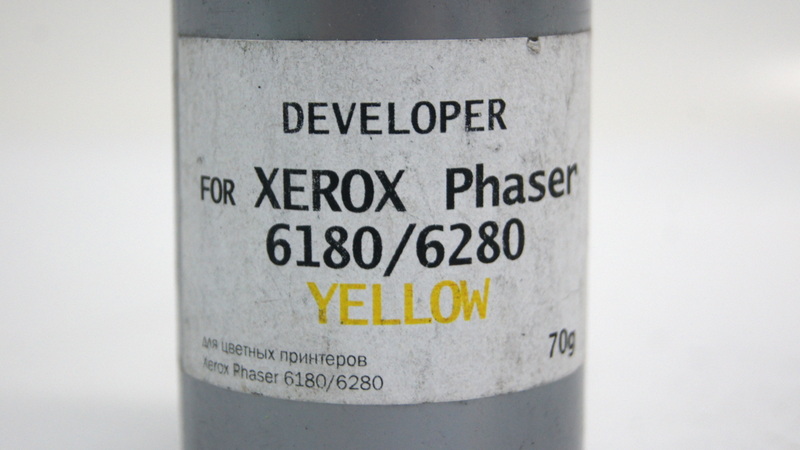 DEVELOPER
FOR XEROX Phaser
6180/6280
YELLOW
70g
для цветных принтеров
Xerox Phaser 6180/6280